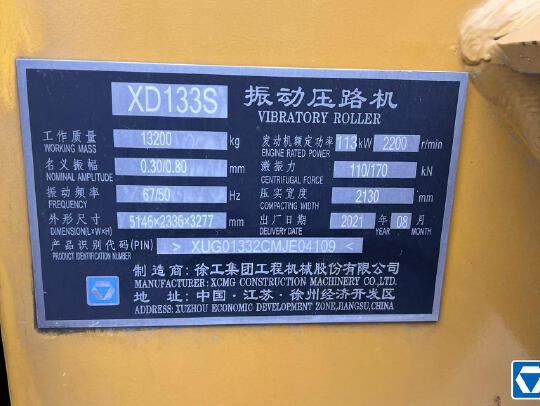 XD133S 振动压路机
VIBRATORY ROLLER
工作质量 13200 kg 发动机额定功率 113 kW 2200 r/min
WORKING MASS ENGINE RATED POWER
名义振幅 0.30/0.80 mm 激振力 110/170 kN
NOMINAL AMPLITUDE CENTRIFUGAL FORCE
振动频率 67/50 Hz 压实宽度 2130 mm
FREQUENCY COMPACTING WIDTH
外形尺寸 5146×2335×3277 mm 出厂日期 2021 年 08 月
DIMENSION(L×W×H) DELIVERY DATE YEAR MONTH
产品识别代码(PIN) > XUG01332CMJE04109 <
PRODUCT IDENTIFICATION NUMBER
制造商: 徐工集团工程机械股份有限公司
MANUFACTURER: XCMG CONSTRUCTION MACHINERY CO.,LTD.
地 址: 中国·江苏·徐州经济开发区
ADDRESS: XUZHOU ECONOMIC DEVELOPMENT ZONE,JIANGSU,CHINA